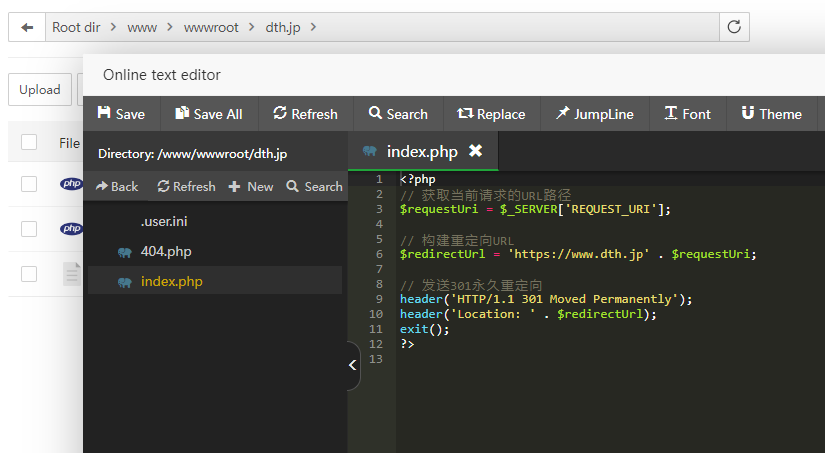 Root dir > www > wwwroot > dth.jp >
Online text editor
Upload
Save Save All Refresh Search Replace JumpLine Font Theme
File
Directory: /www/wwwroot/dth.jp
index.php
Back Refresh New Search
php
php
.user.ini
404.php
index.php
1 <?php
2 // 获取当前请求的URL路径
3 $requestUri = $_SERVER['REQUEST_URI'];
4
5 // 构建重定向URL
6 $redirectUrl = 'https://www.dth.jp' . $requestUri;
7
8 // 发送301永久重定向
9 header('HTTP/1.1 301 Moved Permanently');
10 header('Location: ' . $redirectUrl);
11 exit();
12 ?>
13